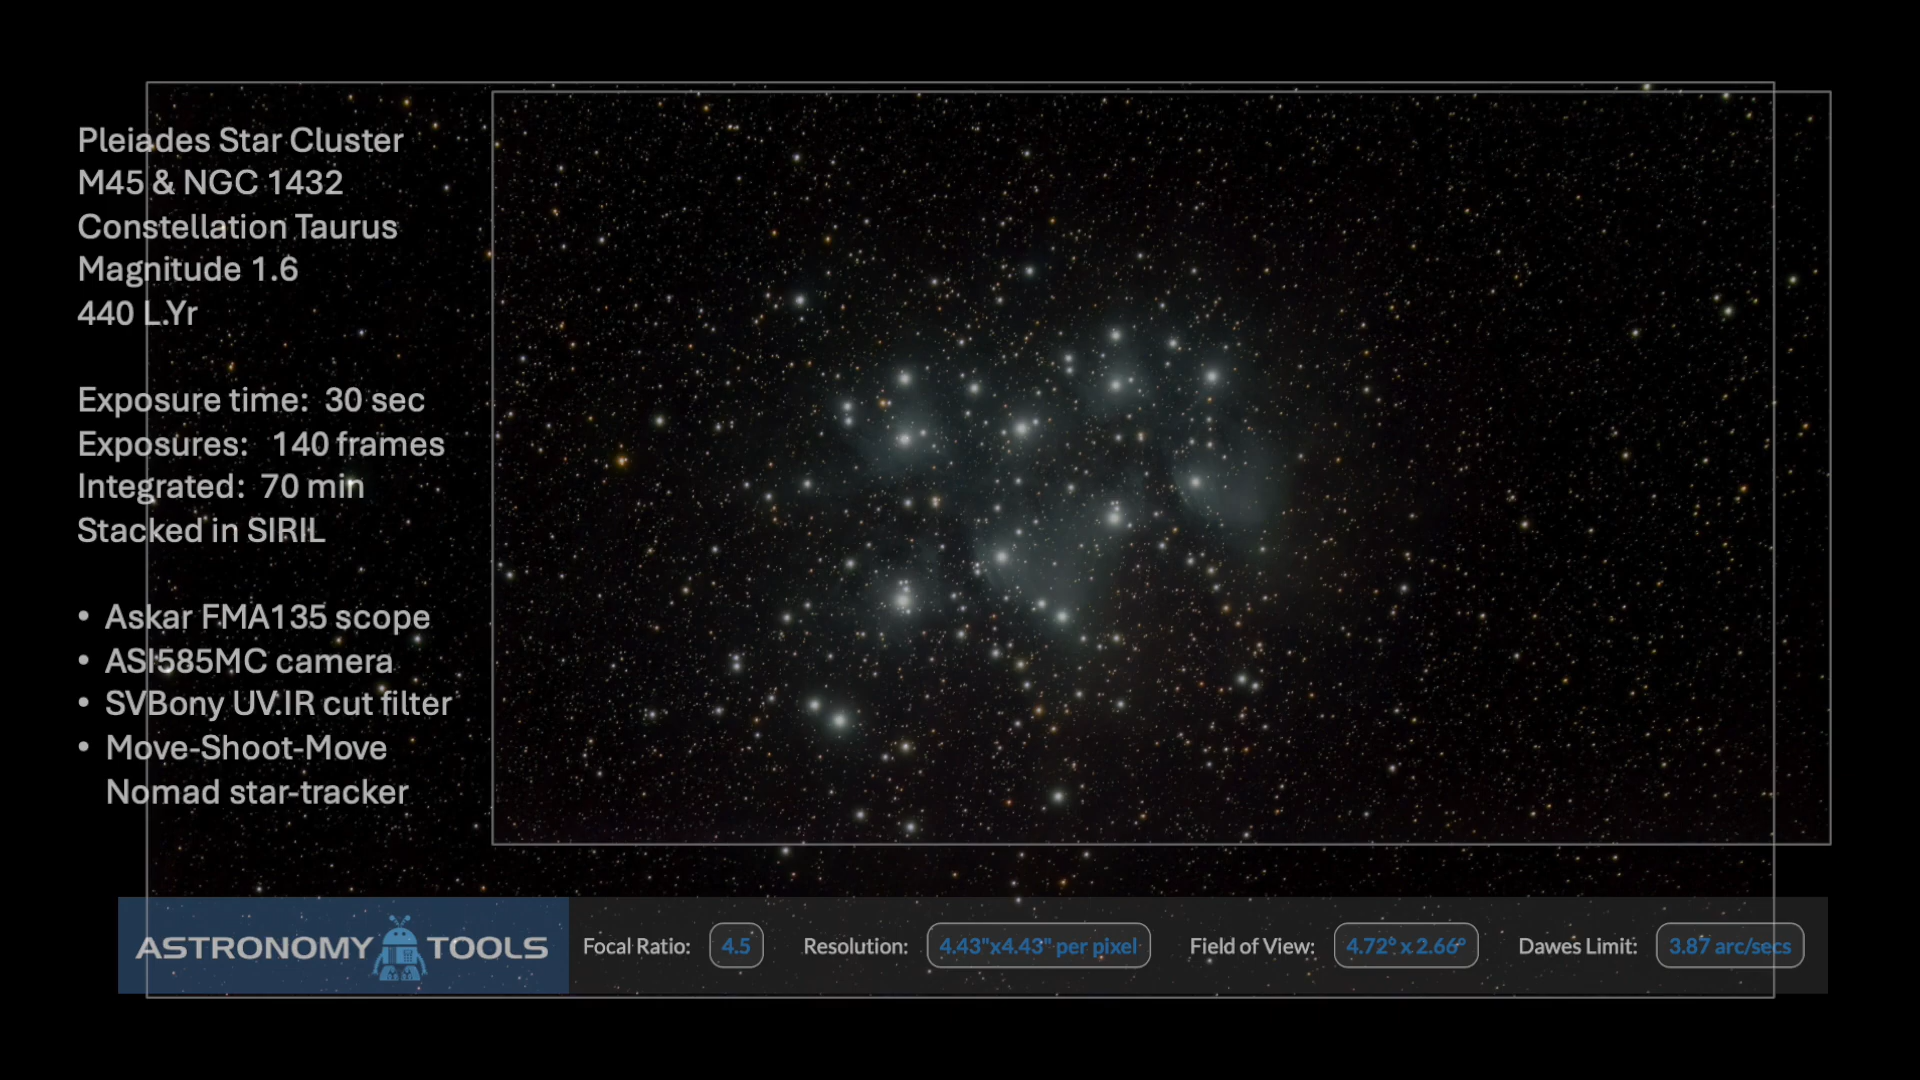 Pleiades Star Cluster
M45 & NGC 1432
Constellation Taurus
Magnitude 1.6
440 L.Yr
Exposure time: 30 sec
Exposures: 140 frames
Integrated: 70 min
Stacked in SIRIL
• Askar FMA135 scope
• ASI585MC camera
• SVBony UV.IR cut filter
• Move-Shoot-Move
Nomad star-tracker
ASTRONOMY TOOLS Focal Ratio: 4.5 Resolution: 4.43"x4.43" per pixel Field of View: 4.72° x 2.66° Dawes Limit: 3.87 arc/secs